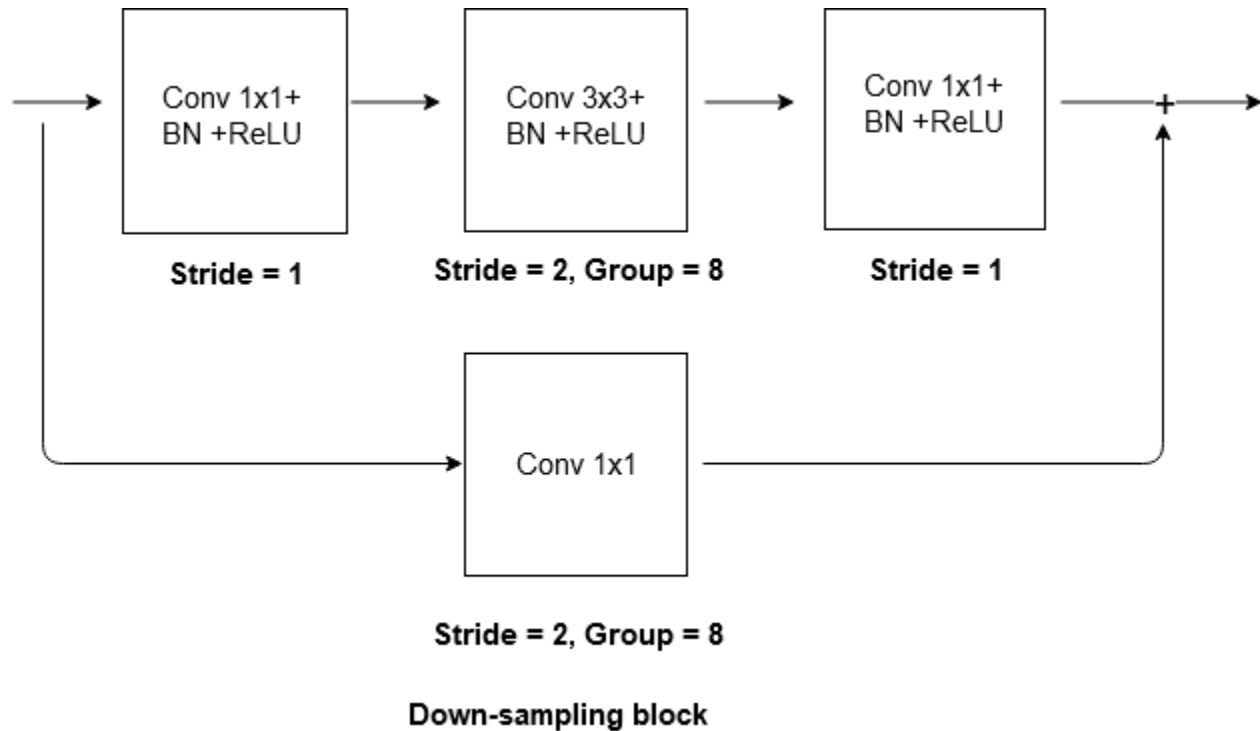 Conv 1x1+
BN +ReLU
Conv 3x3+
BN +ReLU
Conv 1x1+
BN +ReLU
+
Stride = 1
Stride = 2, Group = 8
Stride = 1
Conv 1x1
Stride = 2, Group = 8
Down-sampling block